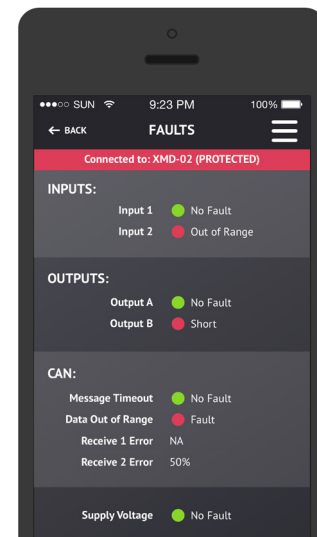 ●●●○○ SUN 9:23 PM 100%
← BACK FAULTS
Connected to: XMD-02 (PROTECTED)
INPUTS:
Input 1 No Fault
Input 2 Out of Range
OUTPUTS:
Output A No Fault
Output B Short
CAN:
Message Timeout No Fault
Data Out of Range Fault
Receive 1 Error NA
Receive 2 Error 50%
Supply Voltage No Fault